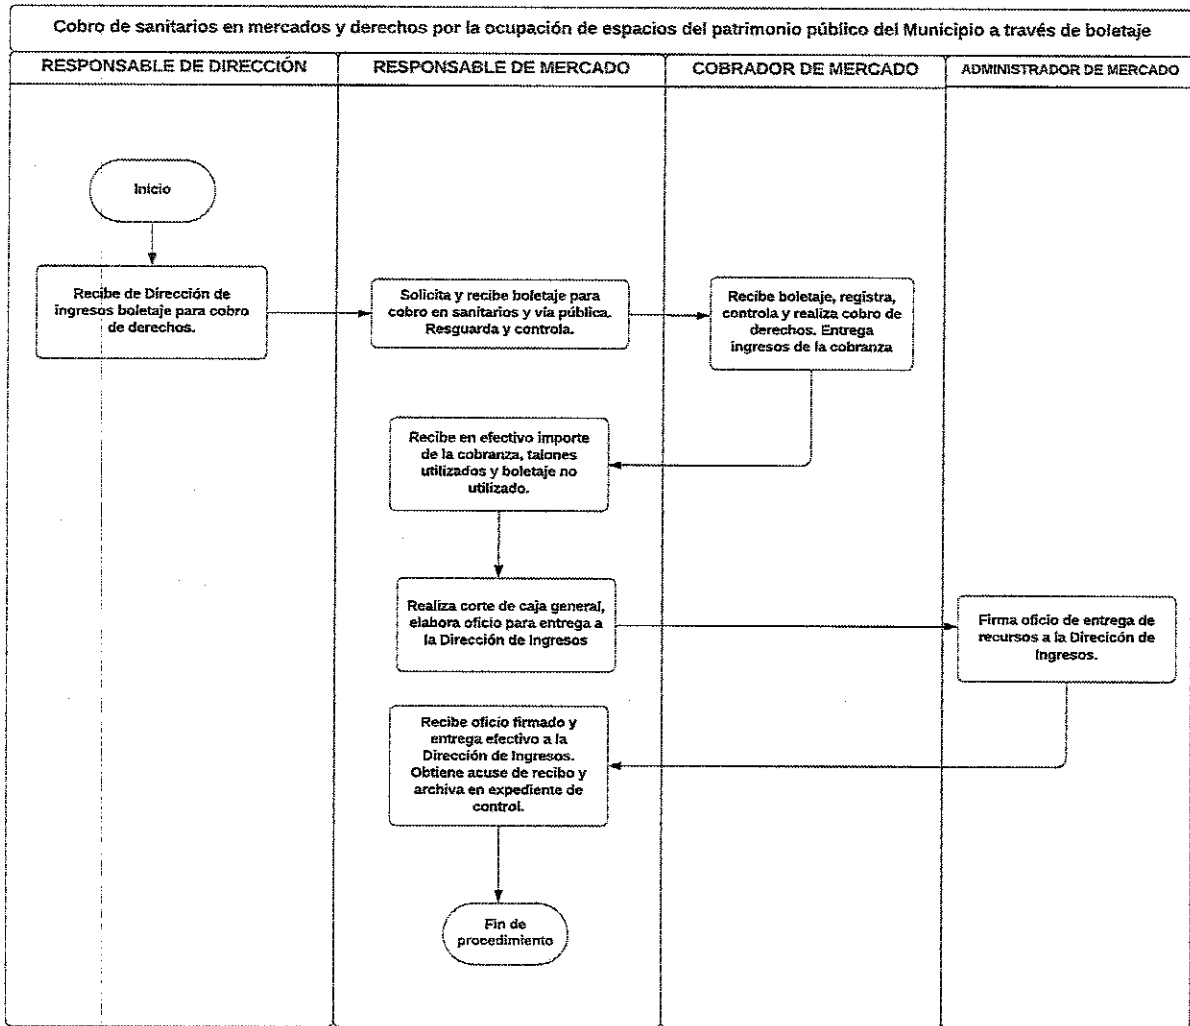 Cobro de sanitarios en mercados y derechos por la ocupación de espacios del patrimonio público del Municipio a través de boletaje
RESPONSABLE DE DIRECCIÓN
RESPONSABLE DE MERCADO
COBRADOR DE MERCADO
ADMINISTRADOR DE MERCADO
Inicio
Recibe de Dirección de
ingresos boletaje para cobro
de derechos.
Solicita y recibe boletaje para
cobro en sanitarios y vía pública.
Resguarda y controla.
Recibe boletaje, registra,
controla y realiza cobro de
derechos. Entrega
ingresos de la cobranza
Recibe en efectivo importe
de la cobranza, talones
utilizados y boletaje no
utilizado.
Realiza corte de caja general,
elabora oficio para entrega a
la Dirección de Ingresos
Firma oficio de entrega de
recursos a la Direcicón de
Ingresos.
Recibe oficio firmado y
entrega efectivo a la
Dirección de Ingresos.
Obtiene acuse de recibo y
archiva en expediente de
control.
Fin de
procedimiento